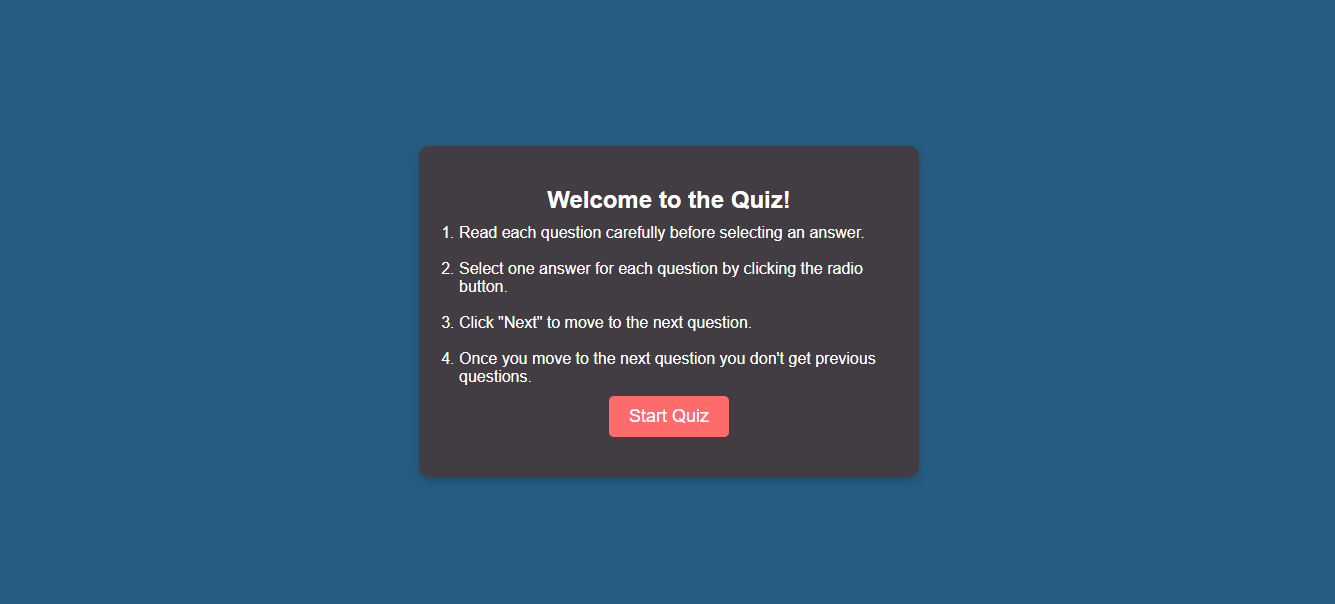 Welcome to the Quiz!
1. Read each question carefully before selecting an answer.
2. Select one answer for each question by clicking the radio
button.
3. Click "Next" to move to the next question.
4. Once you move to the next question you don't get previous
questions.
Start Quiz